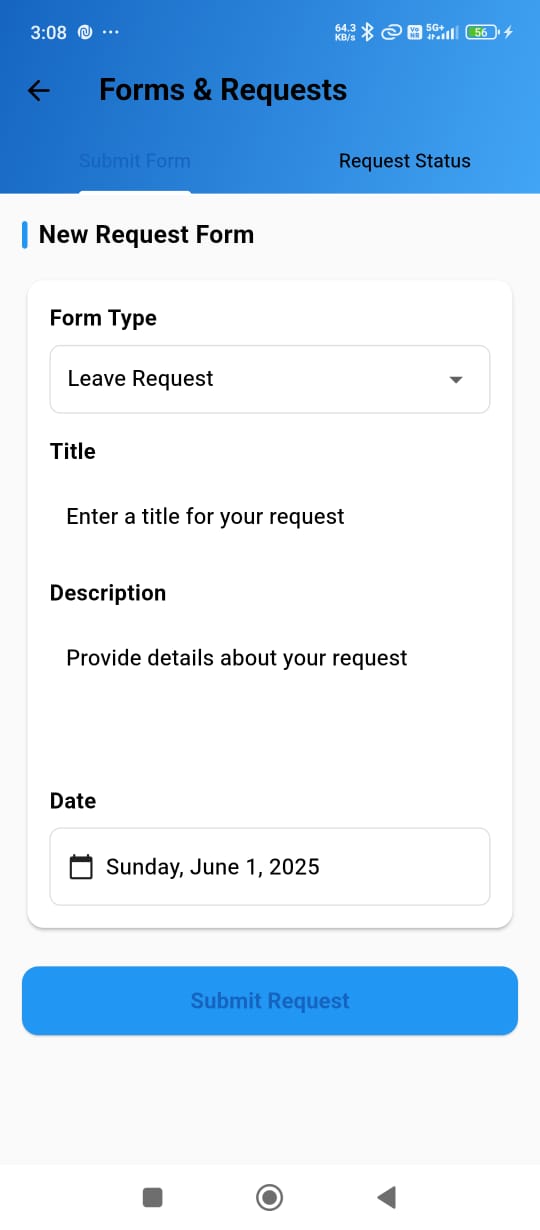 3:08 ...
64.3 KB/s Vo NR 5G+ 56
Forms & Requests
Submit Form Request Status
New Request Form
Form Type
Leave Request
Title
Enter a title for your request
Description
Provide details about your request
Date
Sunday, June 1, 2025
Submit Request